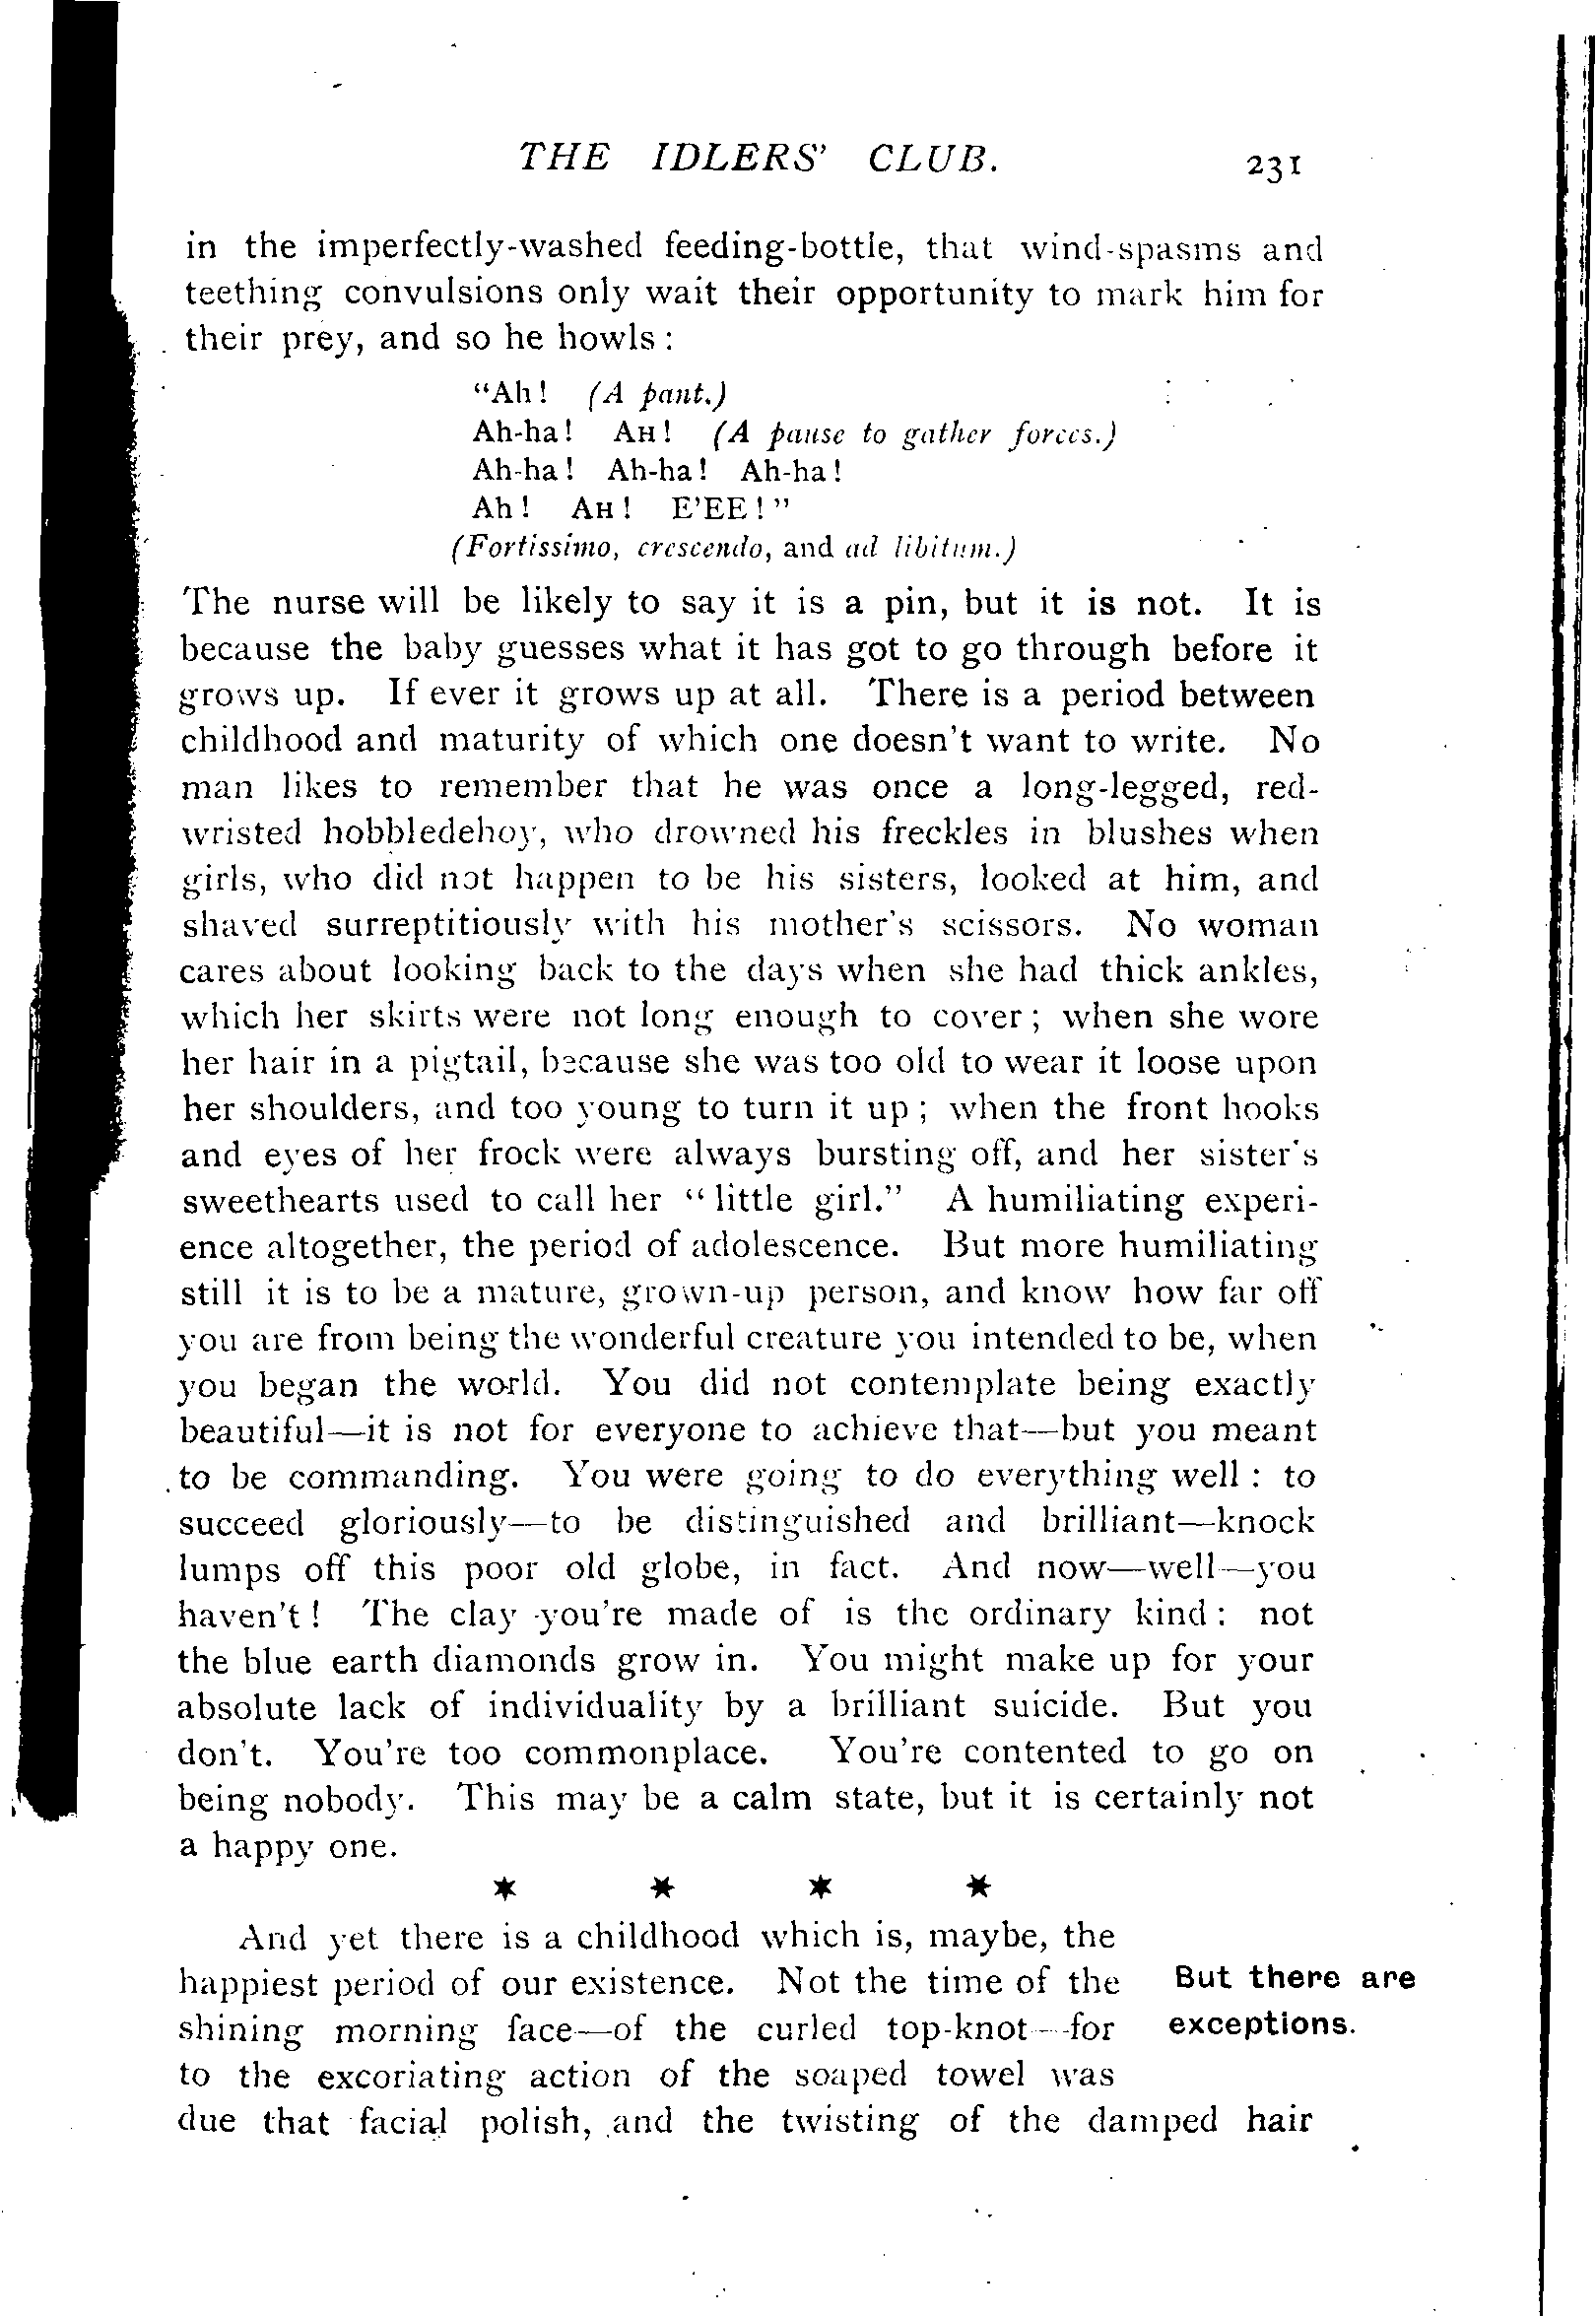 THE IDLERS' CLUB. 231
in the imperfectly-washed feeding-bottle, that wind-spasms and
teething convulsions only wait their opportunity to mark him for
their prey, and so he howls :
"Ah! (A pant.)
Ah-ha! AH! (A pause to gather forces.)
Ah-ha! Ah-ha! Ah-ha!
Ah! AH! E'EE!"
(Fortissimo, crescendo, and ad libitum.)
The nurse will be likely to say it is a pin, but it is not. It is
because the baby guesses what it has got to go through before it
grows up. If ever it grows up at all. There is a period between
childhood and maturity of which one doesn't want to write. No
man likes to remember that he was once a long-legged, red-
wristed hobbledehoy, who drowned his freckles in blushes when
girls, who did not happen to be his sisters, looked at him, and
shaved surreptitiously with his mother's scissors. No woman
cares about looking back to the days when she had thick ankles,
which her skirts were not long enough to cover; when she wore
her hair in a pigtail, because she was too old to wear it loose upon
her shoulders, and too young to turn it up; when the front hooks
and eyes of her frock were always bursting off, and her sister's
sweethearts used to call her "little girl." A humiliating experi-
ence altogether, the period of adolescence. But more humiliating
still it is to be a mature, grown-up person, and know how far off
you are from being the wonderful creature you intended to be, when
you began the world. You did not contemplate being exactly
beautiful—it is not for everyone to achieve that—but you meant
to be commanding. You were going to do everything well: to
succeed gloriously—to be distinguished and brilliant—knock
lumps off this poor old globe, in fact. And now—well—you
haven't! The clay you're made of is the ordinary kind: not
the blue earth diamonds grow in. You might make up for your
absolute lack of individuality by a brilliant suicide. But you
don't. You're too commonplace. You're contented to go on
being nobody. This may be a calm state, but it is certainly not
a happy one.
* * * *
And yet there is a childhood which is, maybe, the
happiest period of our existence. Not the time of the
shining morning face—of the curled top-knot—for
to the excoriating action of the soaped towel was
due that facial polish, and the twisting of the damped hair
But there are
exceptions.